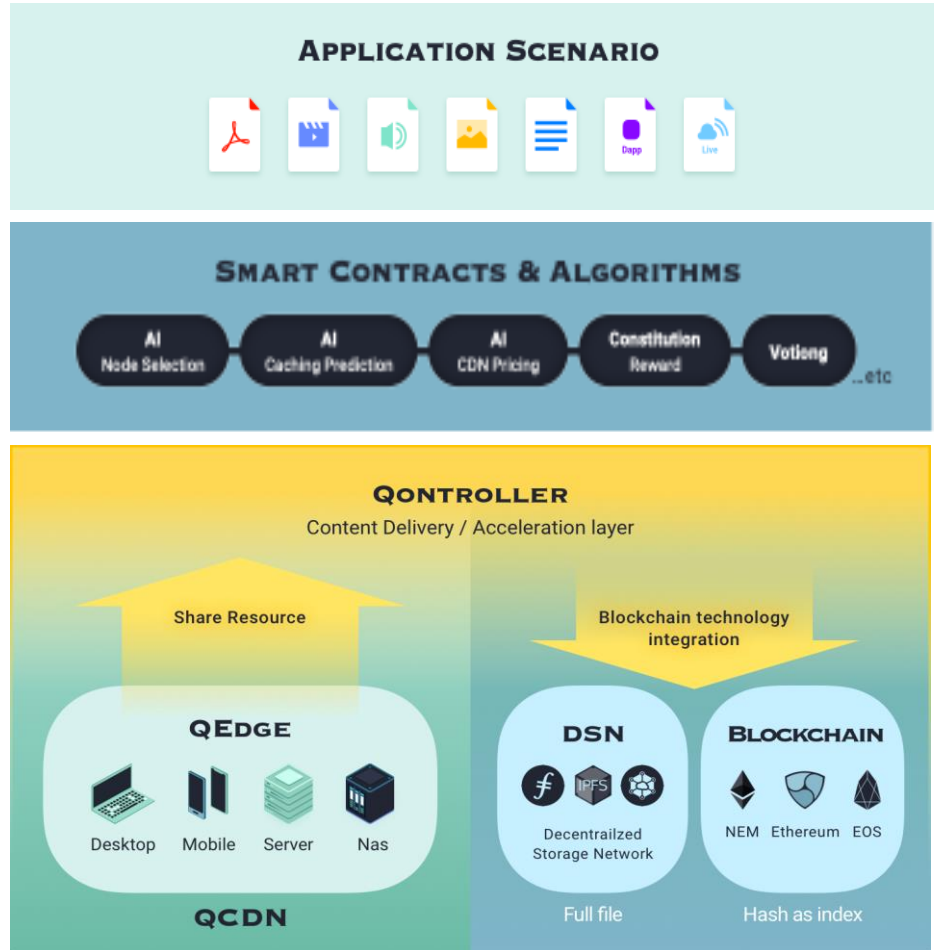 APPLICATION SCENARIO
Dapp
Live
SMART CONTRACTS & ALGORITHMS
AI
Node Selection
AI
Caching Prediction
AI
CDN Pricing
Constitution
Reward
Votiong
...etc
QONTROLLER
Content Delivery / Acceleration layer
Share Resource
Blockchain technology
integration
QEDGE
Desktop
Mobile
Server
Nas
QCDN
DSN
IPFS
Decentrailzed
Storage Network
Full file
BLOCKCHAIN
NEM
Ethereum
EOS
Hash as index